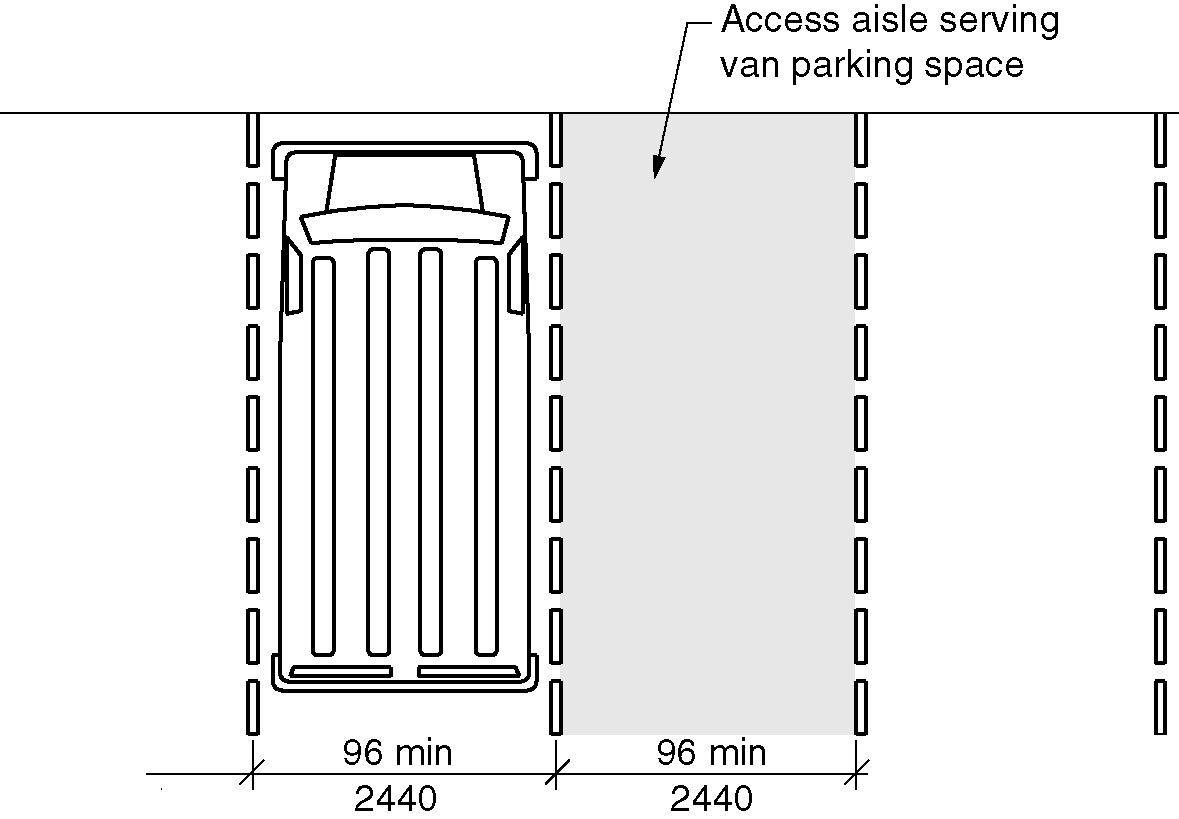 Access aisle serving
van parking space
96 min
2440
96 min
2440